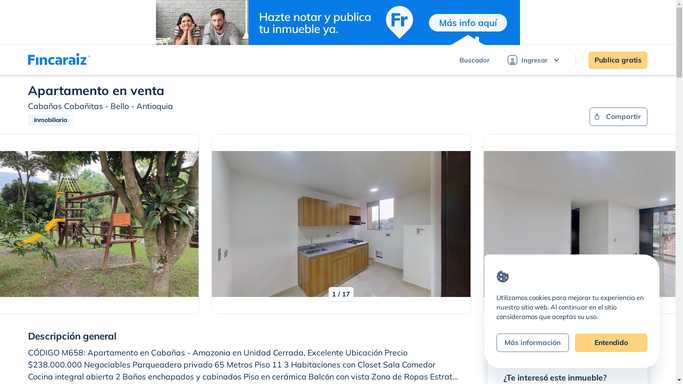 Hazte notar y publica
tu inmueble ya.
Fr
Más info aquí
Fincaraiz
Buscador
Ingresar
Publica gratis
Apartamento en venta
Cabañas Cabañitas - Bello - Antioquia
Inmobiliaria
Compartir
1 / 17
Utilizamos cookies para mejorar tu experiencia en
nuestro sitio web. Al continuar en el sitio
consideramos que aceptas su uso.
Más información
Entendido
Descripción general
CÓDIGO M658: Apartamento en Cabañas - Amazonia en Unidad Cerrada, Excelente Ubicación Precio
$238.000.000 Negociables Parqueadero privado 65 Metros Piso 11 3 Habitaciones con Closet Sala Comedor
Cocina integral abierta 2 Baños enchapados y cabinados Piso en cerámica Balcón con vista Zona de Ropas Estrat...
¿Te interesó este inmueble?